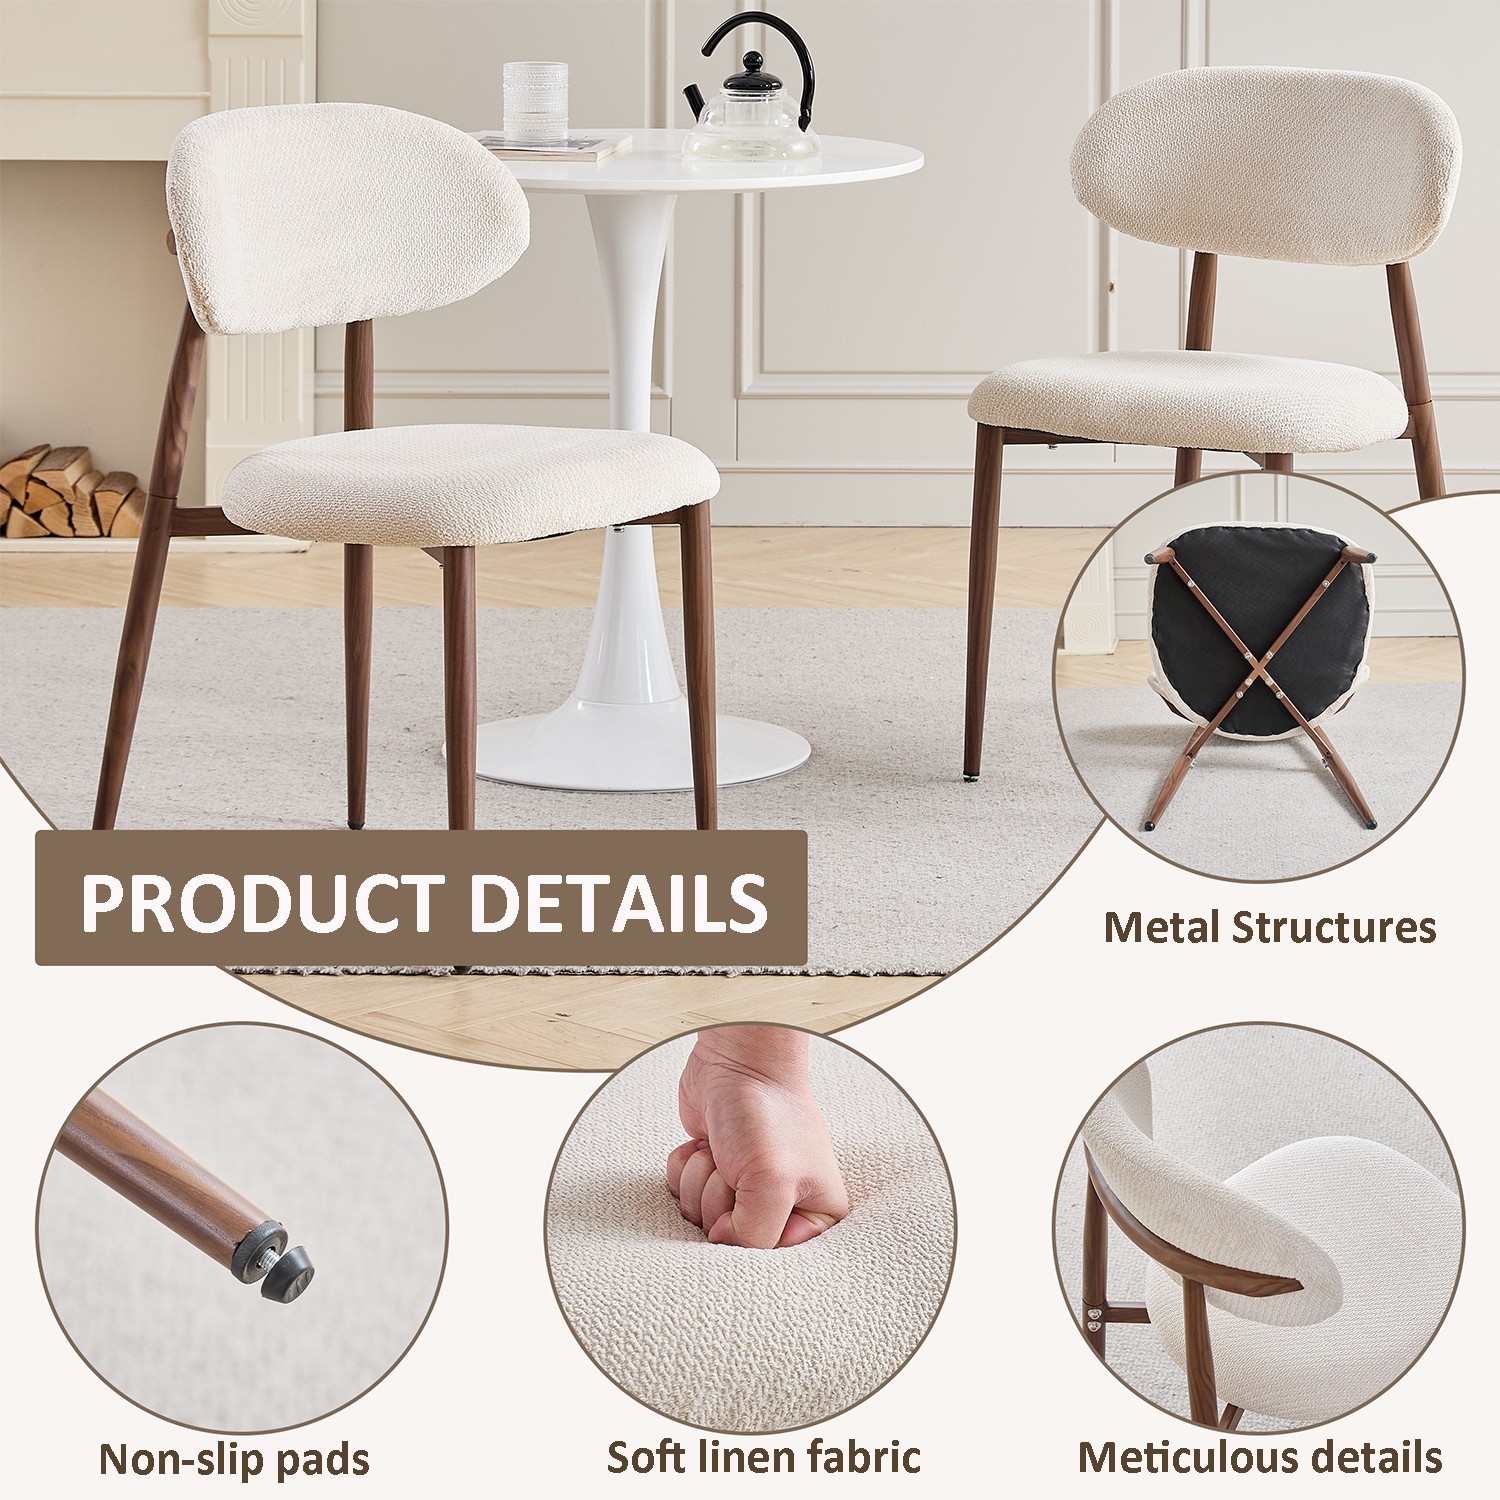 PRODUCT DETAILS
Metal Structures
Non-slip pads
Soft linen fabric
Meticulous details